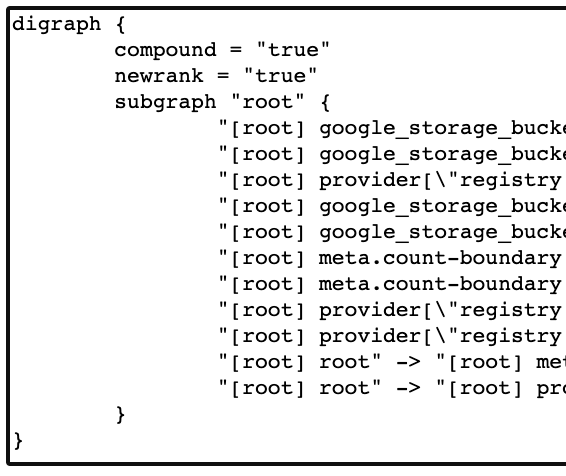 digraph {
compound = "true"
newrank = "true"
subgraph "root" {
"[root] google_storage_bucke
"[root] google_storage_bucke
"[root] provider[\"registry
"[root] google_storage_bucke
"[root] google_storage_bucke
"[root] meta.count-boundary
"[root] meta.count-boundary
"[root] provider[\"registry
"[root] provider[\"registry
"[root] root" -> "[root] met
"[root] root" -> "[root] pro
}
}